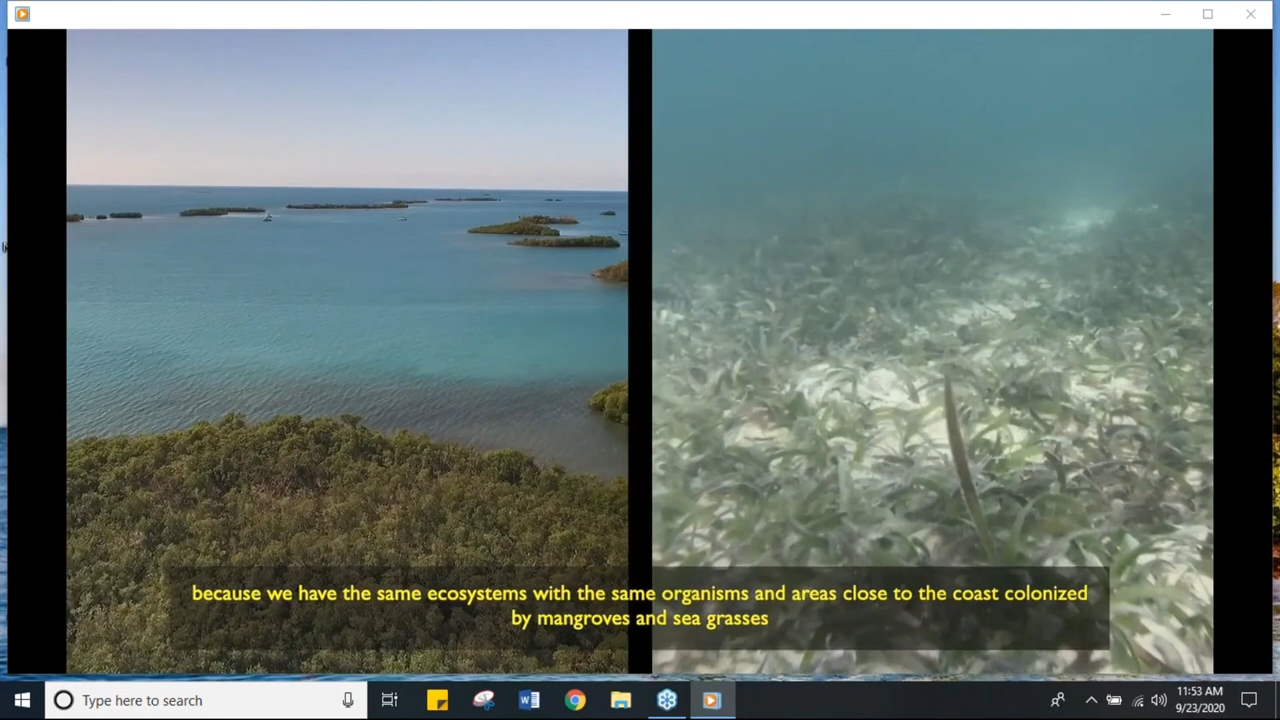 because we have the same ecosystems with the same organisms and areas close to the coast colonized
by mangroves and sea grasses
Type here to search
11:53 AM
9/23/2020